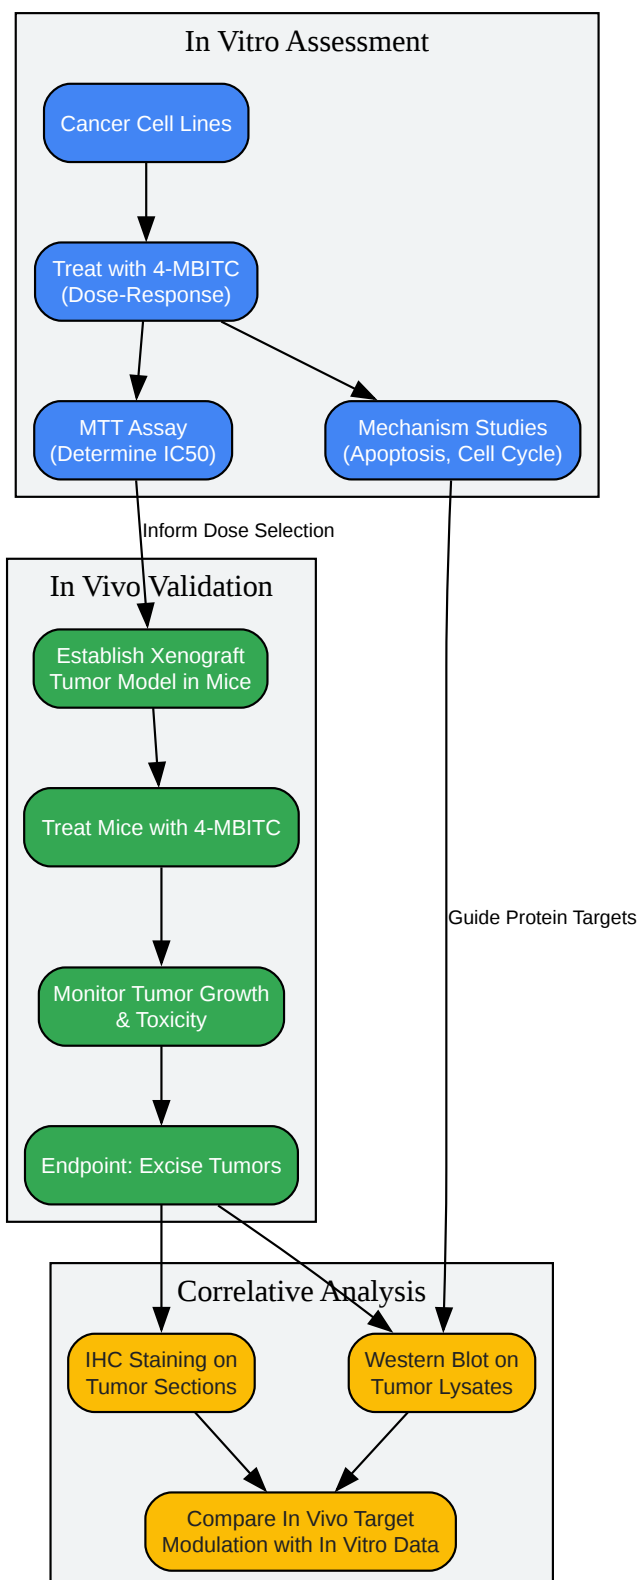 In Vitro Assessment
Cancer Cell Lines
Treat with 4-MBITC
(Dose-Response)
MTT Assay
(Determine IC50)
Mechanism Studies
(Apoptosis, Cell Cycle)
Inform Dose Selection
In Vivo Validation
Establish Xenograft
Tumor Model in Mice
Treat Mice with 4-MBITC
Guide Protein Targets
Monitor Tumor Growth
& Toxicity
Endpoint: Excise Tumors
Correlative Analysis
IHC Staining on
Tumor Sections
Western Blot on
Tumor Lysates
Compare In Vivo Target
Modulation with In Vitro Data